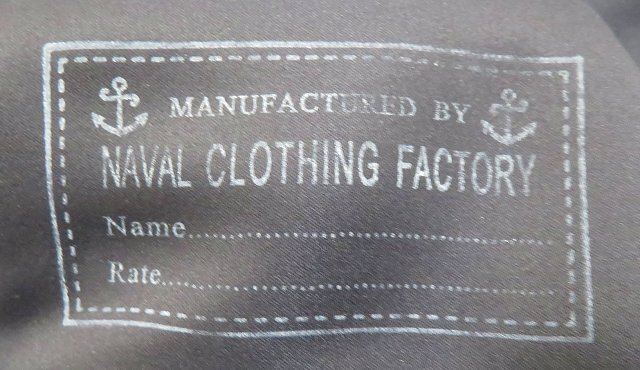 MANUFACTURED BY
NAVAL CLOTHING FACTORY
Name..............................................
Rate..............................................